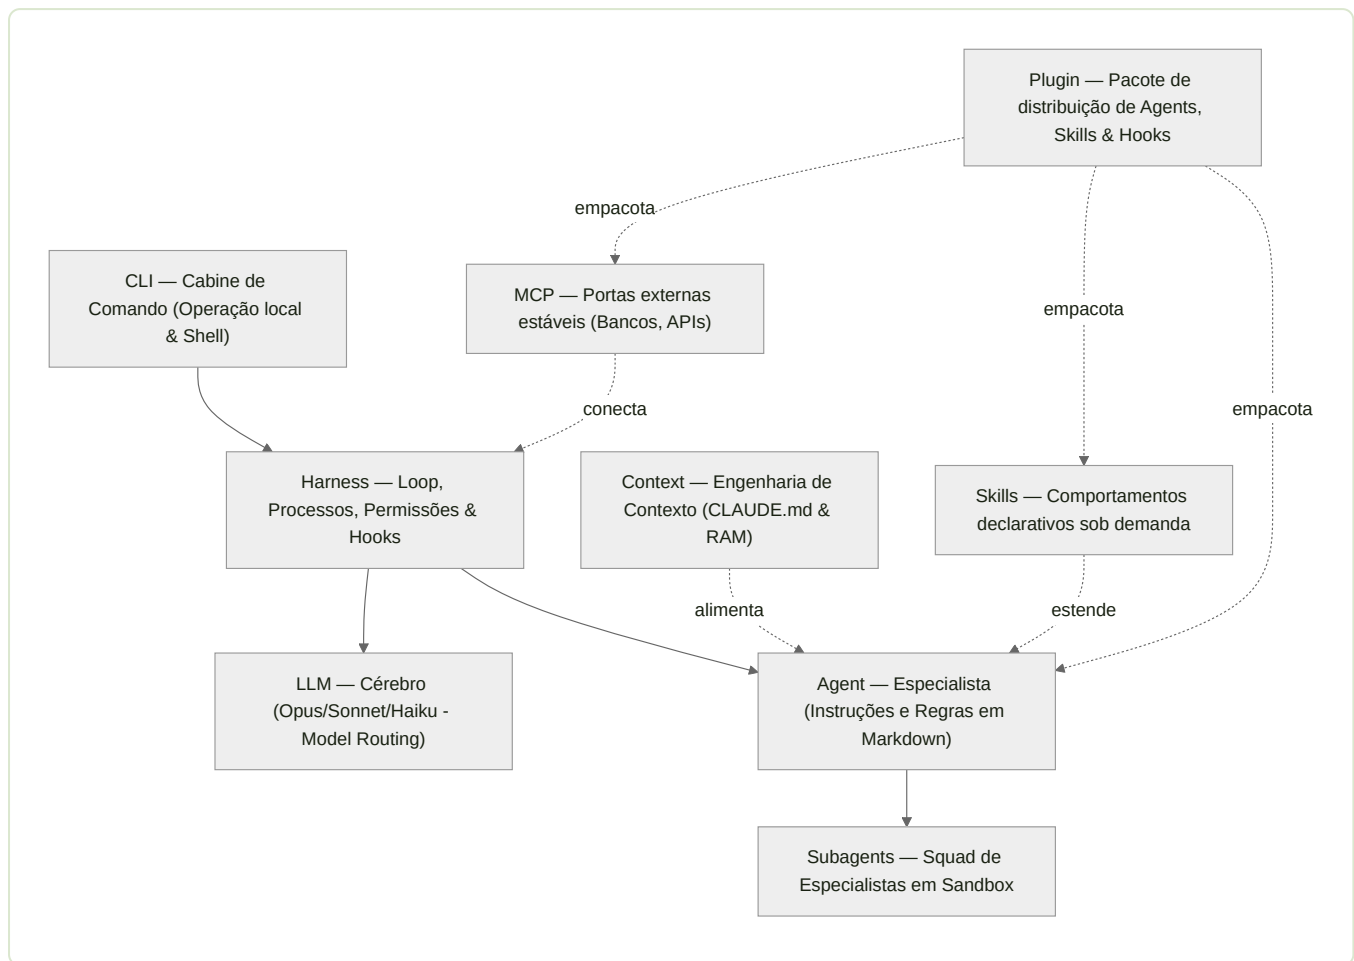 Plugin — Pacote de
distribuição de Agents,
Skills & Hooks
empacota
CLI — Cabine de
Comando (Operação local
& Shell)
MCP — Portas externas
estáveis (Bancos, APIs)
empacota
conecta
empacota
Harness — Loop,
Processos, Permissões &
Hooks
Context — Engenharia de
Contexto (CLAUDE.md &
RAM)
Skills — Comportamentos
declarativos sob demanda
alimenta
estende
LLM — Cérebro
(Opus/Sonnet/Haiku -
Model Routing)
Agent — Especialista
(Instruções e Regras em
Markdown)
Subagents — Squad de
Especialistas em Sandbox